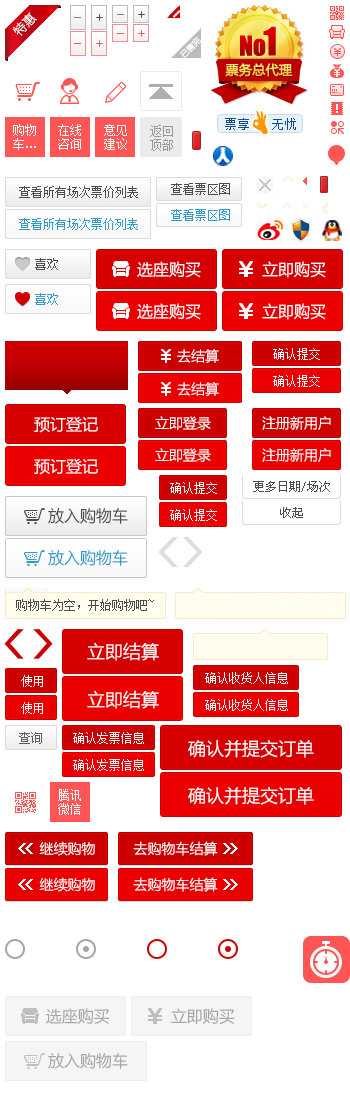 特惠
已售完
No1
票务总代理
票享
无忧
购物
车...
在线
咨询
意见
建议
返回
顶部
查看所有场次票价列表
查看票区图
查看所有场次票价列表
查看票区图
喜欢
喜欢
选座购买
立即购买
选座购买
立即购买
去结算
确认提交
去结算
确认提交
预订登记
立即登录
注册新用户
预订登记
立即登录
注册新用户
确认提交
更多日期/场次
放入购物车
确认提交
收起
放入购物车
购物车为空，开始购物吧~
立即结算
使用
确认收货人信息
立即结算
使用
确认收货人信息
查询
确认发票信息
确认并提交订单
确认发票信息
腾讯
微信
确认并提交订单
继续购物
去购物车结算
继续购物
去购物车结算
选座购买
立即购买
放入购物车